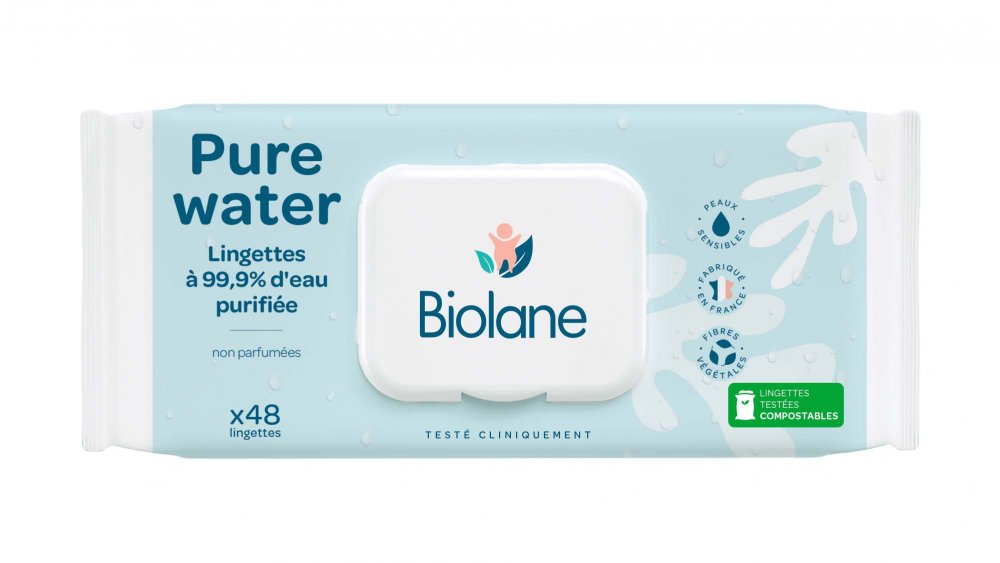 Pure
water
Lingettes
à 99,9% d'eau
purifiée
non parfumées
x48
lingettes
Biolane
TESTÉ CLINIQUEMENT
PEAUX
SENSIBLES
FABRIQUÉ
EN FRANCE
FIBRES
VÉGÉTALES
LINGETTES
TESTÉES
COMPOSTABLES